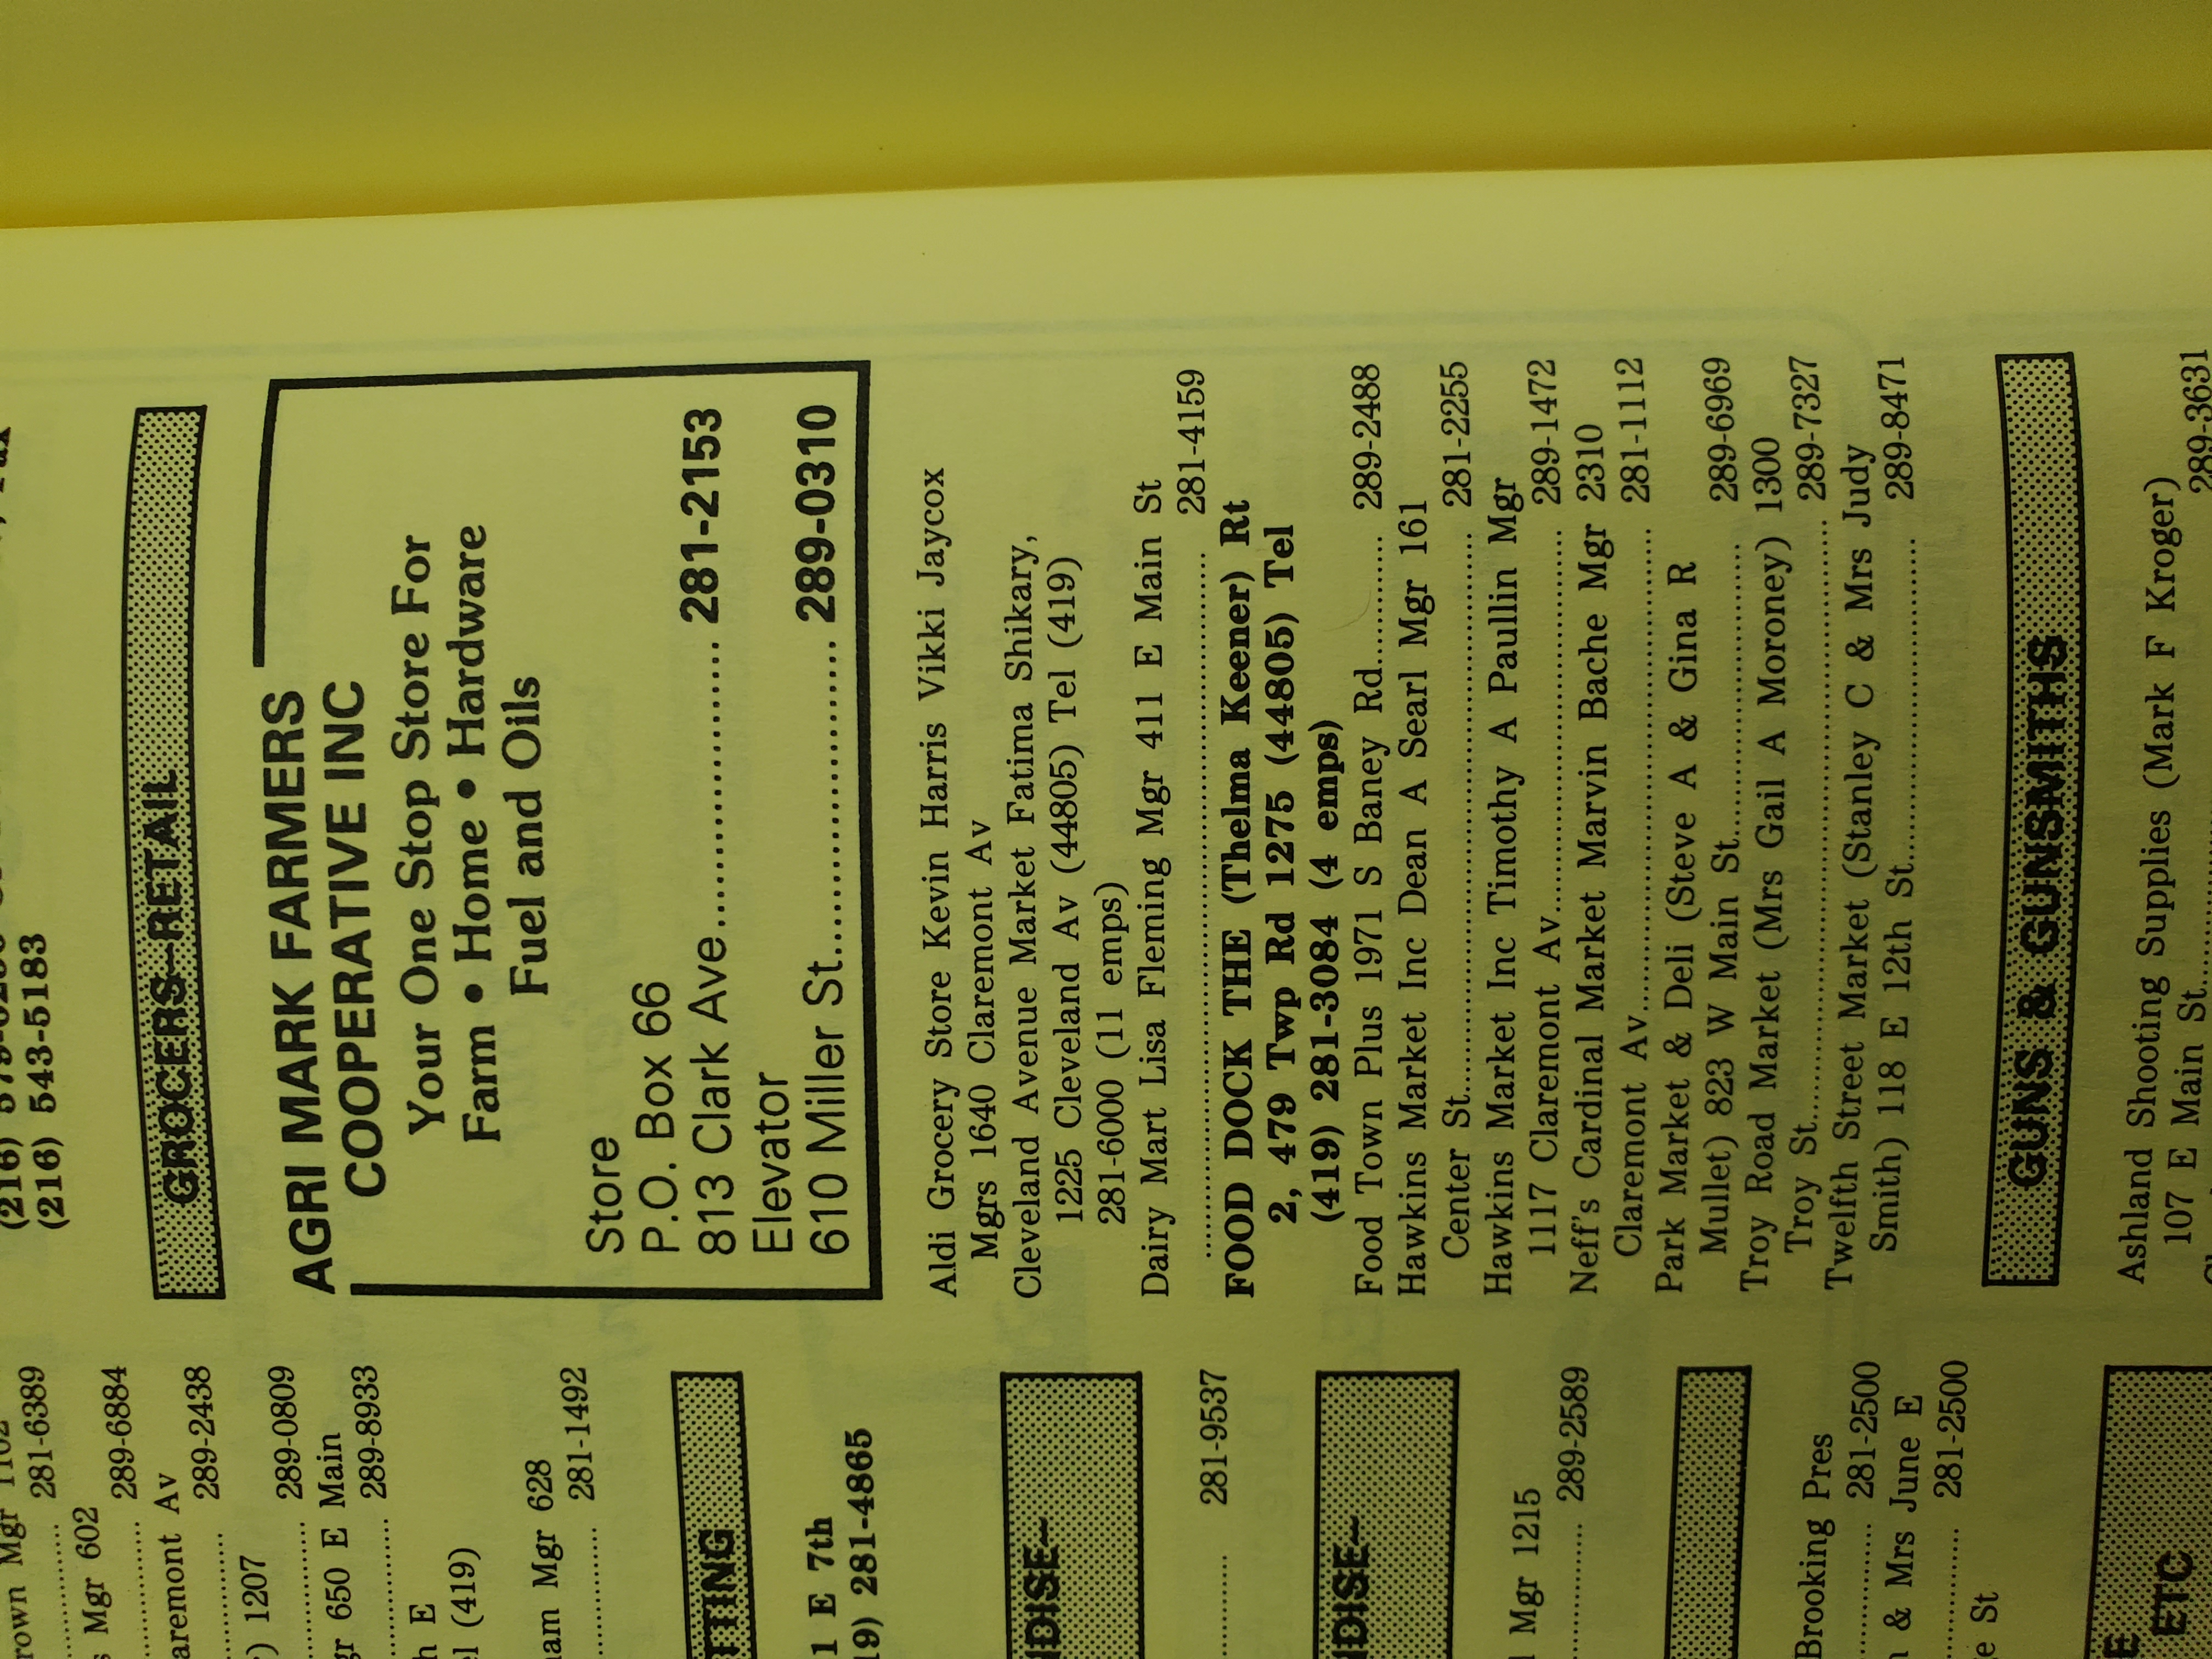 281-6389
Mgr 602
289-6884
aremont Av
289-2438
1207
289-0809
650 E Main
289-8933
h E
(419)
Mgr 628
281-1492
TTING
1 E 7th
281-4865
DISE—
281-9537
DISE—
Mgr 1215
289-2589
Brooking Pres
281-2500
& Mrs June E
281-2500
St
ETC
(216) 543-5183
GROCERS—RETAIL
AGRI MARK FARMERS
COOPERATIVE INC
Your One Stop Store For
Farm • Home • Hardware
Fuel and Oils
Store
P.O. Box 66
813 Clark Ave.................... 281-2153
Elevator
610 Miller St...................... 289-0310
Aldi Grocery Store Kevin Harris Vikki Jaycox
Mgrs 1640 Claremont Av
Cleveland Avenue Market Fatima Shikary,
1225 Cleveland Av (44805) Tel (419)
281-6000 (11 emps)
Dairy Mart Lisa Fleming Mgr 411 E Main St
........................................ 281-4159
FOOD DOCK THE (Thelma Keener) Rt
2, 479 Twp Rd 1275 (44805) Tel
(419) 281-3084 (4 emps)
Food Town Plus 1971 S Baney Rd.......... 289-2488
Hawkins Market Inc Dean A Searl Mgr 161
Center St........................................ 281-2255
Hawkins Market Inc Timothy A Paullin Mgr
1117 Claremont Av............................ 289-1472
Neff's Cardinal Market Marvin Bache Mgr 2310
Claremont Av.................................... 281-1112
Park Market & Deli (Steve A & Gina R
Mullet) 823 W Main St...................... 289-6969
Troy Road Market (Mrs Gail A Moroney) 1300
Troy St............................................ 289-7327
Twelfth Street Market (Stanley C & Mrs Judy
Smith) 118 E 12th St........................ 289-8471
GUNS & GUNSMITHS
Ashland Shooting Supplies (Mark F Kroger)
107 E Main St.................................. 289-3631